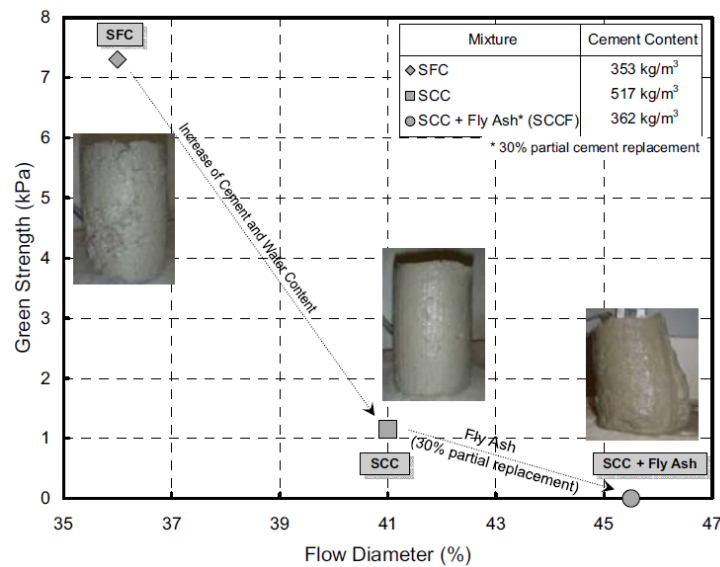 SFC
Mixture Cement Content
SFC 353 kg/m³
SCC 517 kg/m³
SCC + Fly Ash* (SCCF) 362 kg/m³
* 30% partial cement replacement
Increase of Cement and Water Content
SCC
Fly Ash
(30% partial replacement)
SCC + Fly Ash
Green Strength (kPa)
8
7
6
5
4
3
2
1
0
35 37 39 41 43 45 47
Flow Diameter (%)